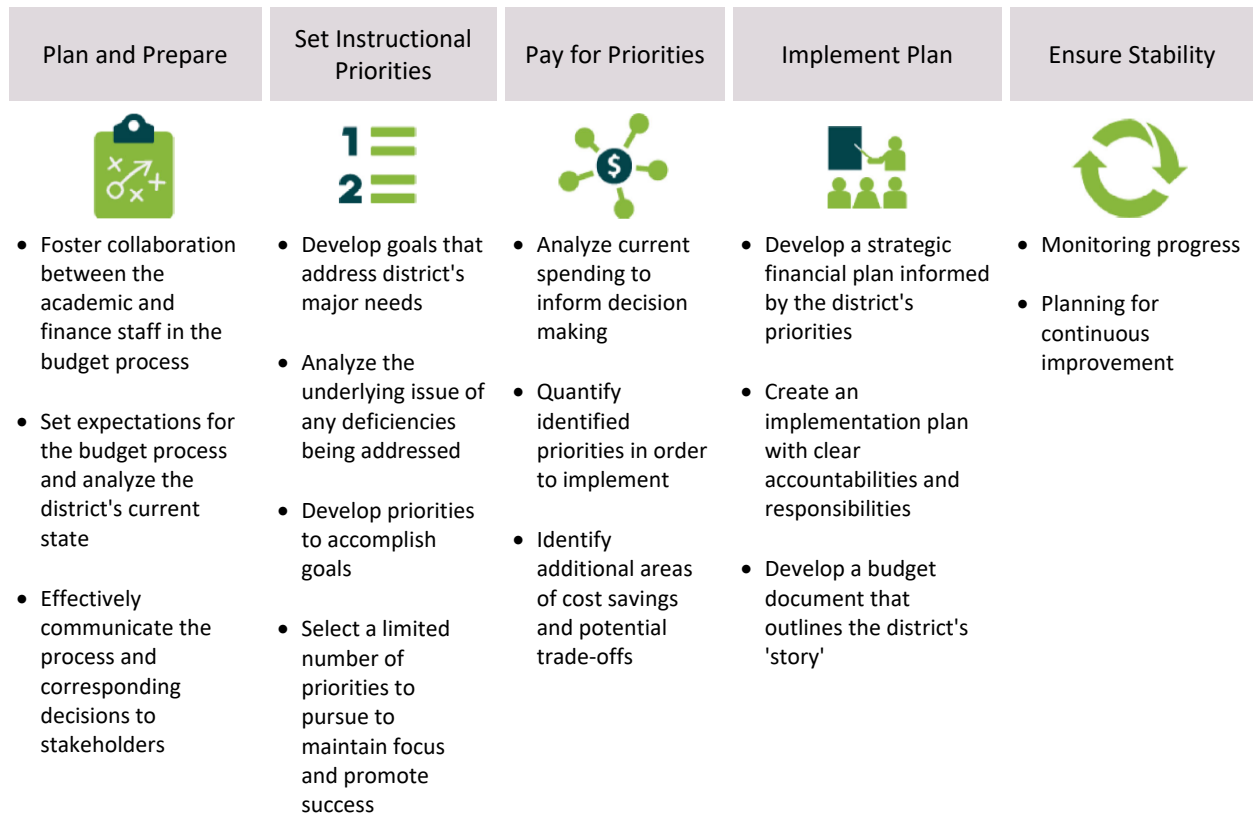 Plan and Prepare
Set Instructional
Priorities
Pay for Priorities
Implement Plan
Ensure Stability
1
2
$
• Foster collaboration
between the
academic and
finance staff in the
budget process
• Set expectations for
the budget process
and analyze the
district's current
state
• Effectively
communicate the
process and
corresponding
decisions to
stakeholders
• Develop goals that
address district's
major needs
• Analyze the
underlying issue of
any deficiencies
being addressed
• Develop priorities
to accomplish
goals
• Select a limited
number of
priorities to
pursue to
maintain focus
and promote
success
• Analyze current
spending to
inform decision
making
• Quantify
identified
priorities in order
to implement
• Identify
additional areas
of cost savings
and potential
trade-offs
• Develop a strategic
financial plan informed
by the district's
priorities
• Create an
implementation plan
with clear
accountabilities and
responsibilities
• Develop a budget
document that
outlines the district's
'story'
• Monitoring progress
• Planning for
continuous
improvement